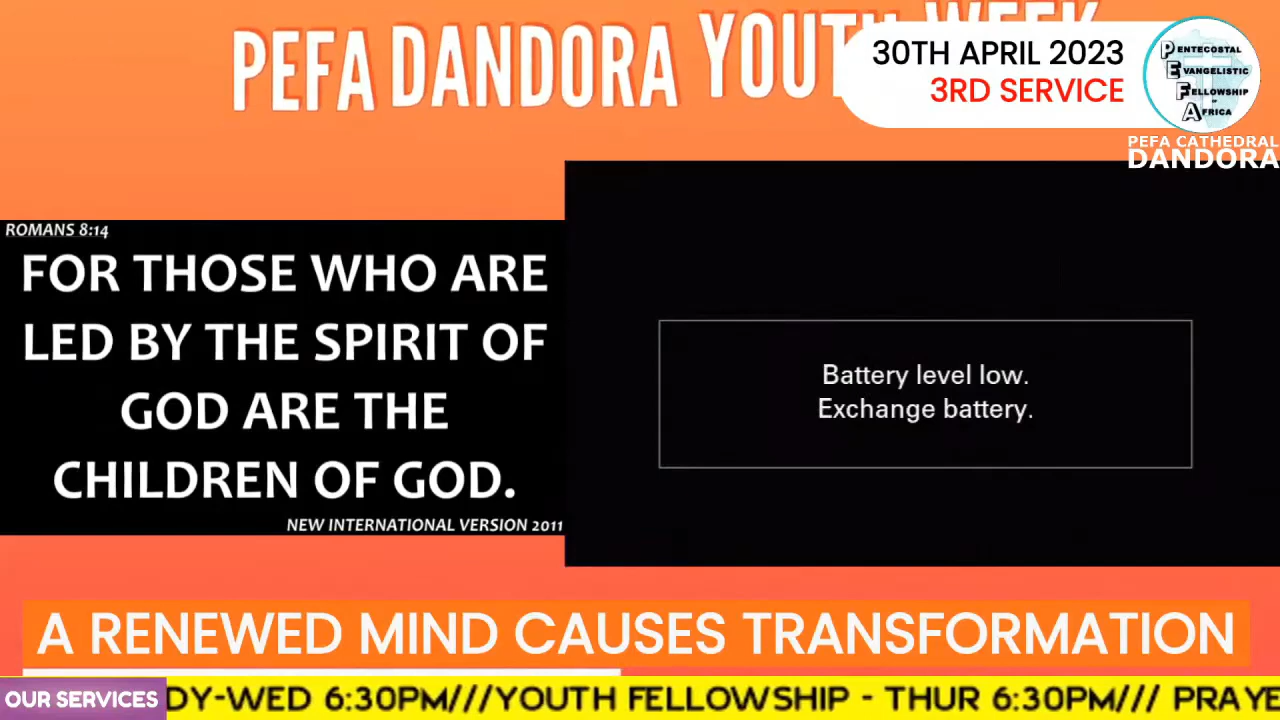 PEFA DANDORA YOUTH WEEK
30TH APRIL 2023
3RD SERVICE
PENTECOSTAL
EVANGELISTIC
FELLOWSHIP
OF
AFRICA
PEFA CATHEDRAL
DANDORA
ROMANS 8:14
FOR THOSE WHO ARE
LED BY THE SPIRIT OF
GOD ARE THE
CHILDREN OF GOD.
NEW INTERNATIONAL VERSION 2011
Battery level low.
Exchange battery.
A RENEWED MIND CAUSES TRANSFORMATION
OUR SERVICES
DY-WED 6:30PM///YOUTH FELLOWSHIP - THUR 6:30PM/// PRAYE